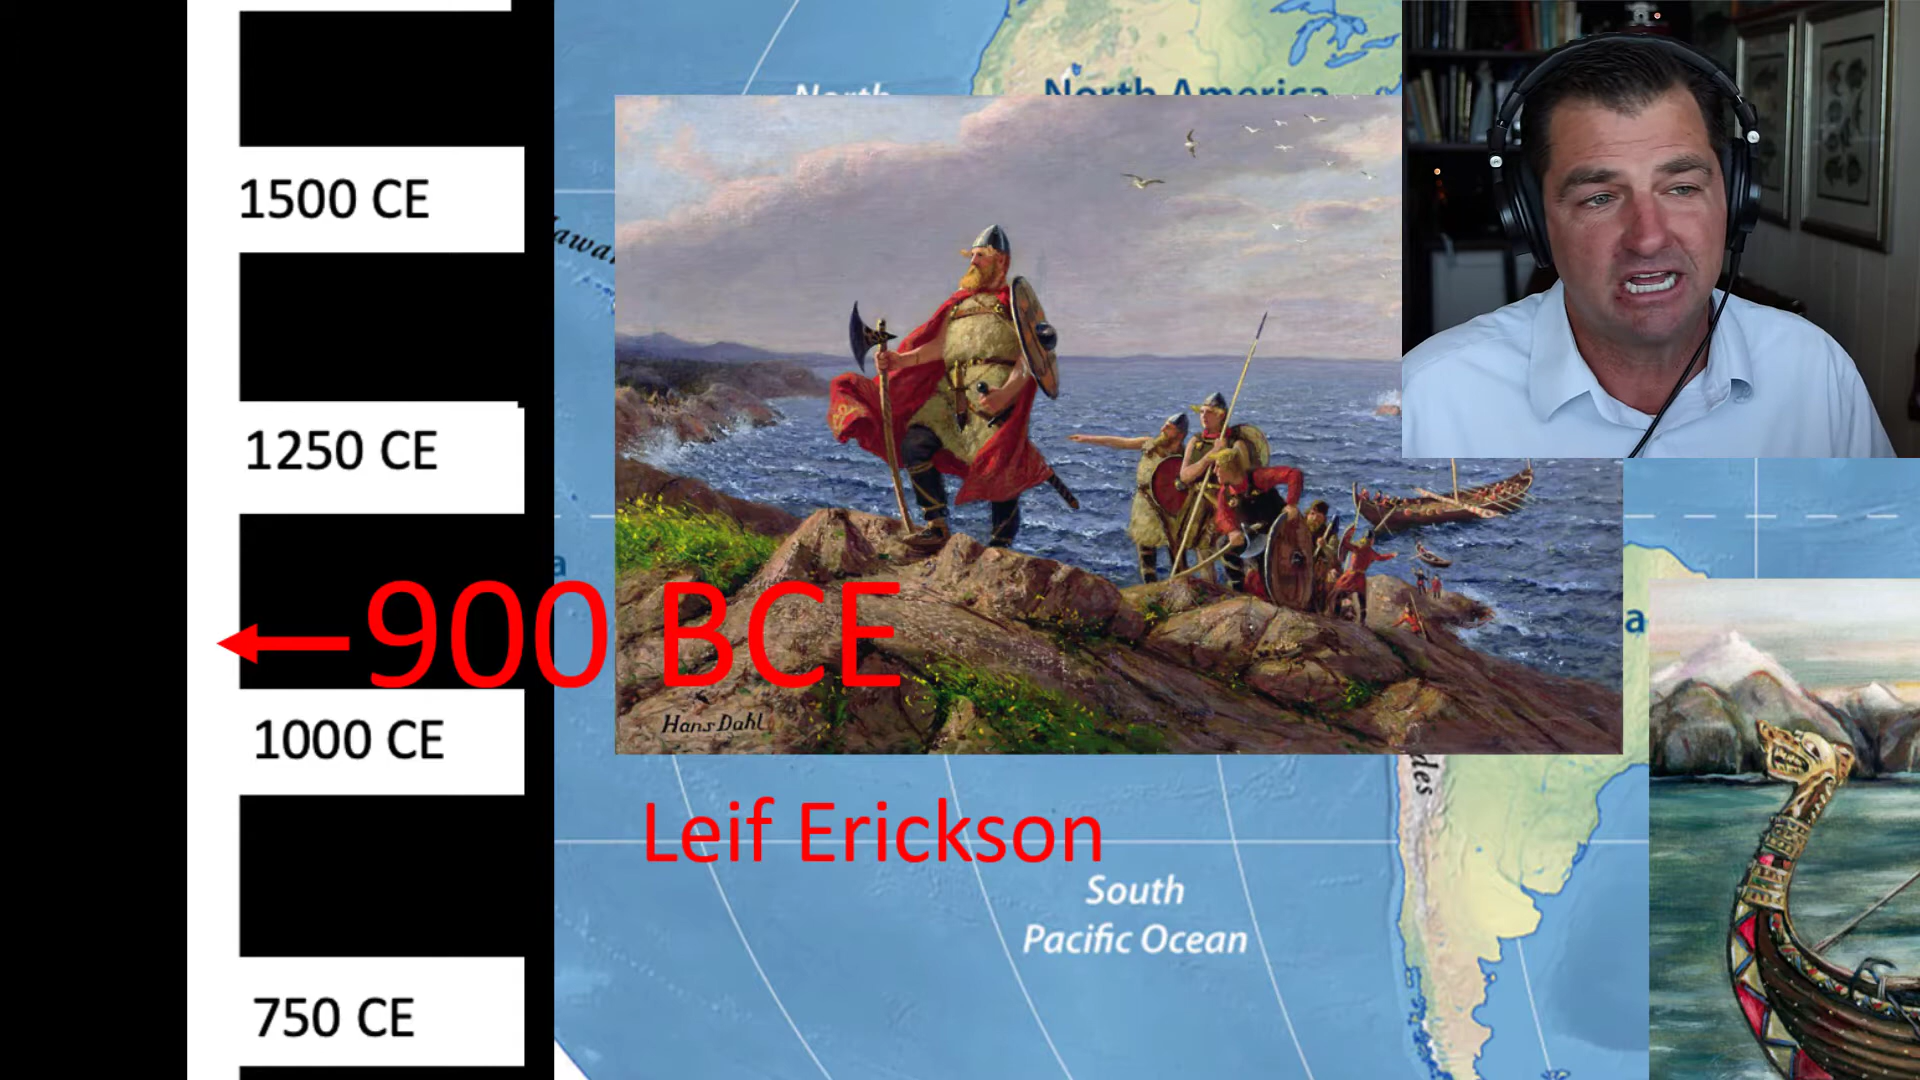 1500 CE
1250 CE
900 BCE
1000 CE
750 CE
North
North America
Hans Dahl
Leif Erickson
South
Pacific Ocean